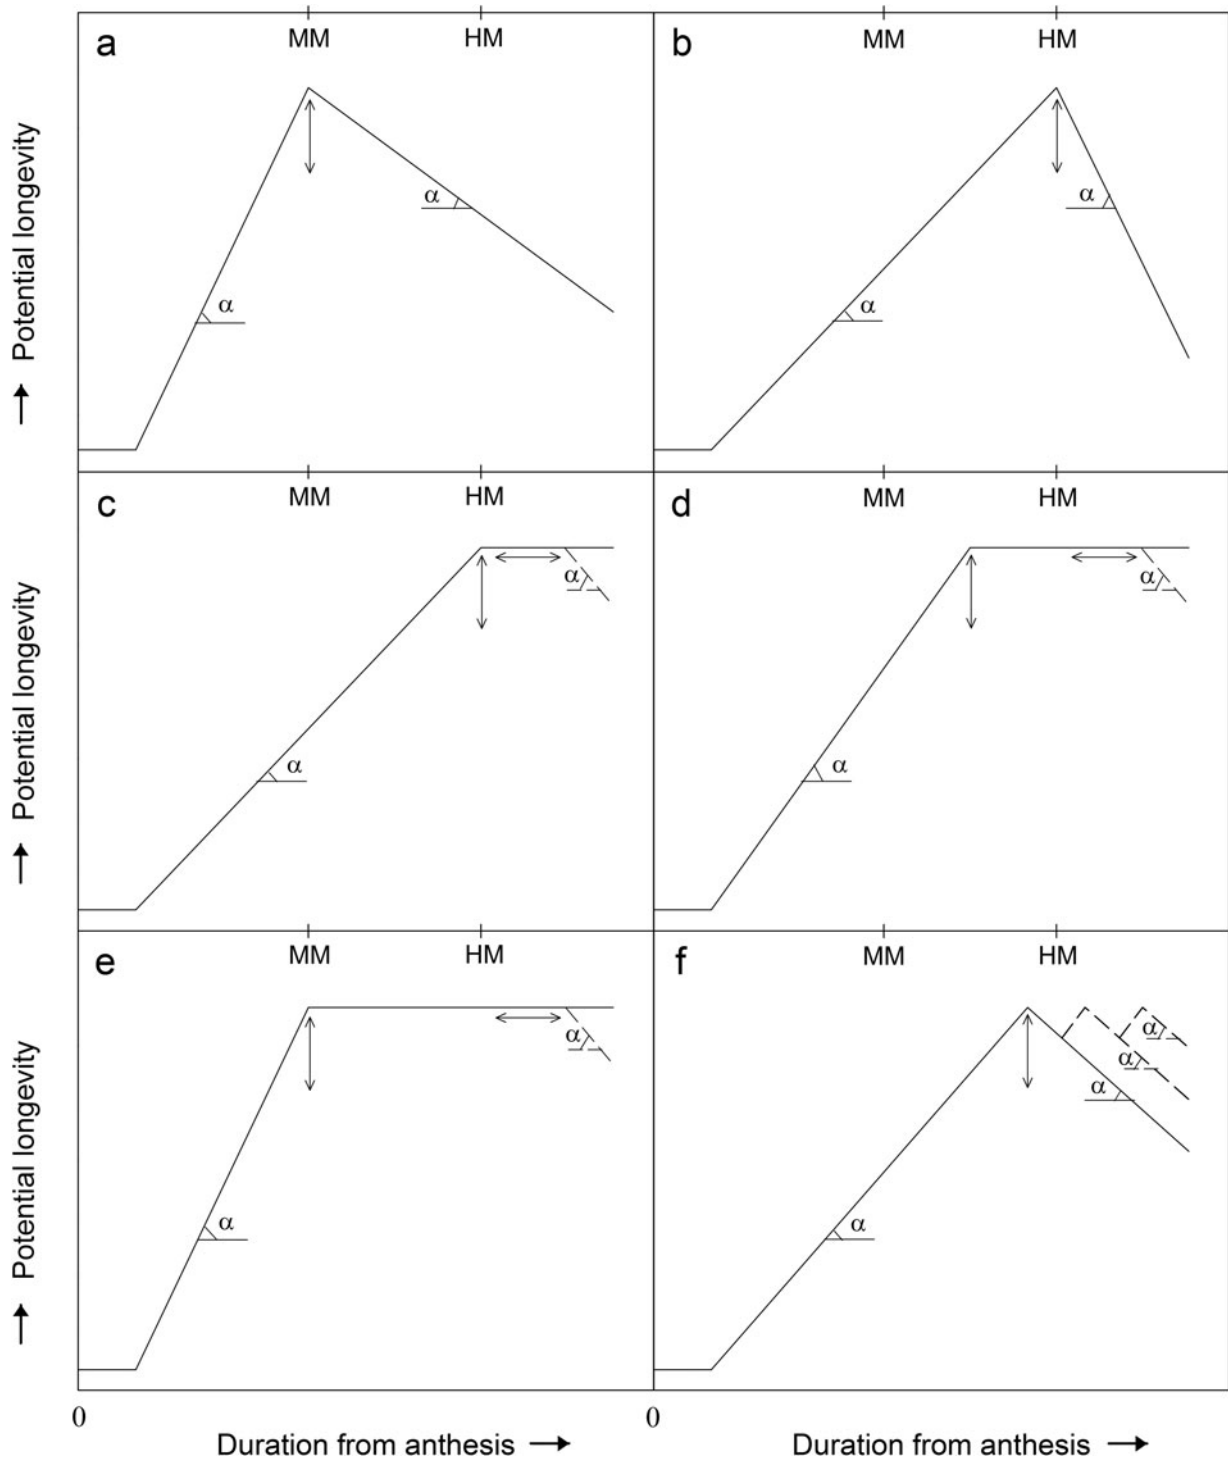 a
MM
HM
b
MM
HM
α
α
α
α
→ Potential longevity
c
MM
HM
d
MM
HM
α
α
α
α
→ Potential longevity
e
MM
HM
f
MM
HM
α
α
α
α
α
α
→ Potential longevity
0
0
Duration from anthesis →
Duration from anthesis →